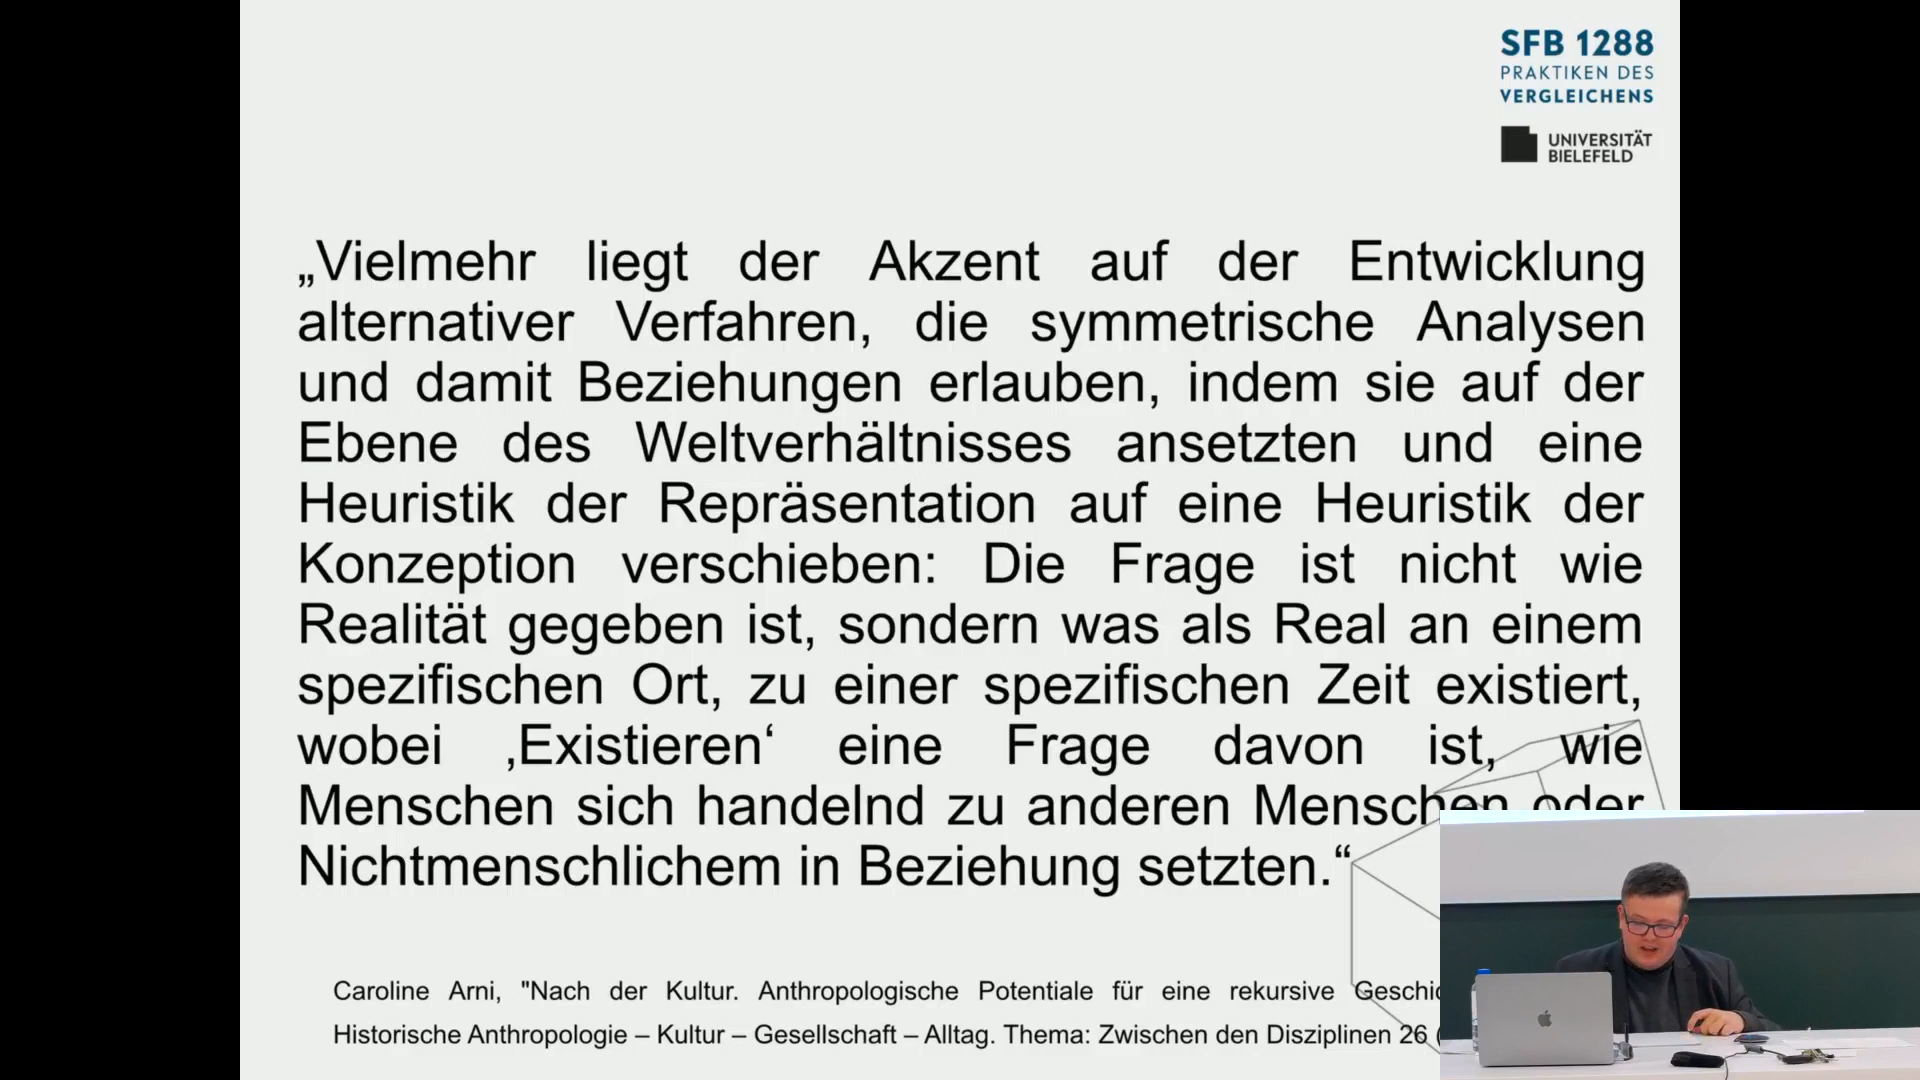 SFB 1288
PRAKTIKEN DES
VERGLEICHENS
UNIVERSITÄT
BIELEFELD
„Vielmehr liegt der Akzent auf der Entwicklung
alternativer Verfahren, die symmetrische Analysen
und damit Beziehungen erlauben, indem sie auf der
Ebene des Weltverhältnisses ansetzten und eine
Heuristik der Repräsentation auf eine Heuristik der
Konzeption verschieben: Die Frage ist nicht wie
Realität gegeben ist, sondern was als Real an einem
spezifischen Ort, zu einer spezifischen Zeit existiert,
wobei ‚Existieren‘ eine Frage davon ist, wie
Menschen sich handelnd zu anderen Menschen oder
Nichtmenschlichem in Beziehung setzten.“
Caroline Arni, "Nach der Kultur. Anthropologische Potentiale für eine rekursive
Historische Anthropologie – Kultur – Gesellschaft – Alltag. Thema: Zwischen den Disziplinen 26 (